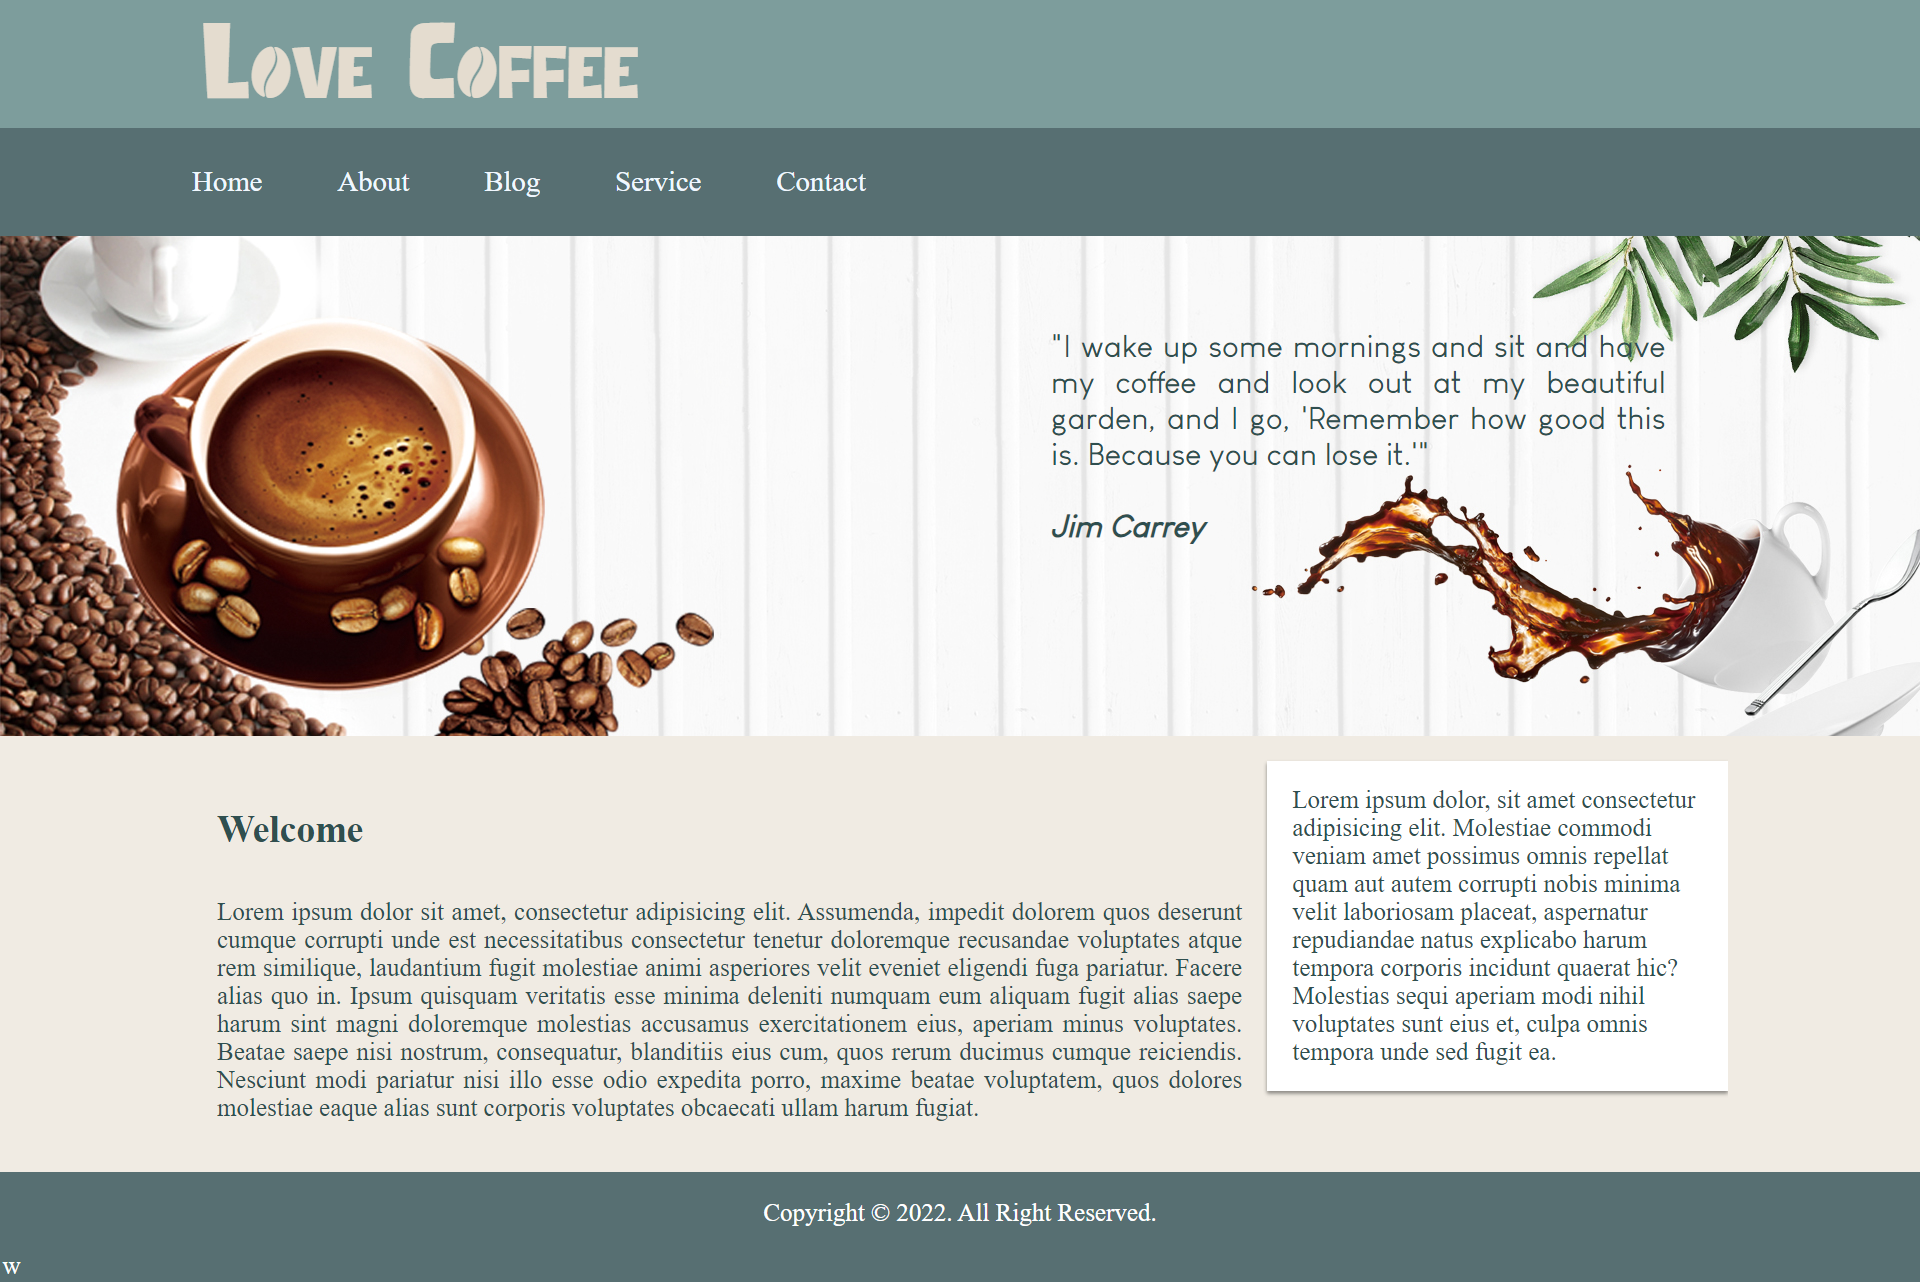 Love Coffee
Home About Blog Service Contact
"I wake up some mornings and sit and have
my coffee and look out at my beautiful
garden, and I go, 'Remember how good this
is. Because you can lose it.'"
Jim Carrey
Welcome
Lorem ipsum dolor sit amet, consectetur adipisicing elit. Assumenda, impedit dolorem quos deserunt
cumque corrupti unde est necessitatibus consectetur tenetur doloremque recusandae voluptates atque
rem similique, laudantium fugit molestiae animi asperiores velit eveniet eligendi fuga pariatur. Facere
alias quo in. Ipsum quisquam veritatis esse minima deleniti numquam eum aliquam fugit alias saepe
harum sint magni doloremque molestias accusamus exercitationem eius, aperiam minus voluptates.
Beatae saepe nisi nostrum, consequatur, blanditiis eius cum, quos rerum ducimus cumque reiciendis.
Nesciunt modi pariatur nisi illo esse odio expedita porro, maxime beatae voluptatem, quos dolores
molestiae eaque alias sunt corporis voluptates obcaecati ullam harum fugiat.
Lorem ipsum dolor, sit amet consectetur
adipisicing elit. Molestiae commodi
veniam amet possimus omnis repellat
quam aut autem corrupti nobis minima
velit laboriosam placeat, aspernatur
repudiandae natus explicabo harum
tempora corporis incidunt quaerat hic?
Molestias sequi aperiam modi nihil
voluptates sunt eius et, culpa omnis
tempora unde sed fugit ea.
Copyright © 2022. All Right Reserved.
w